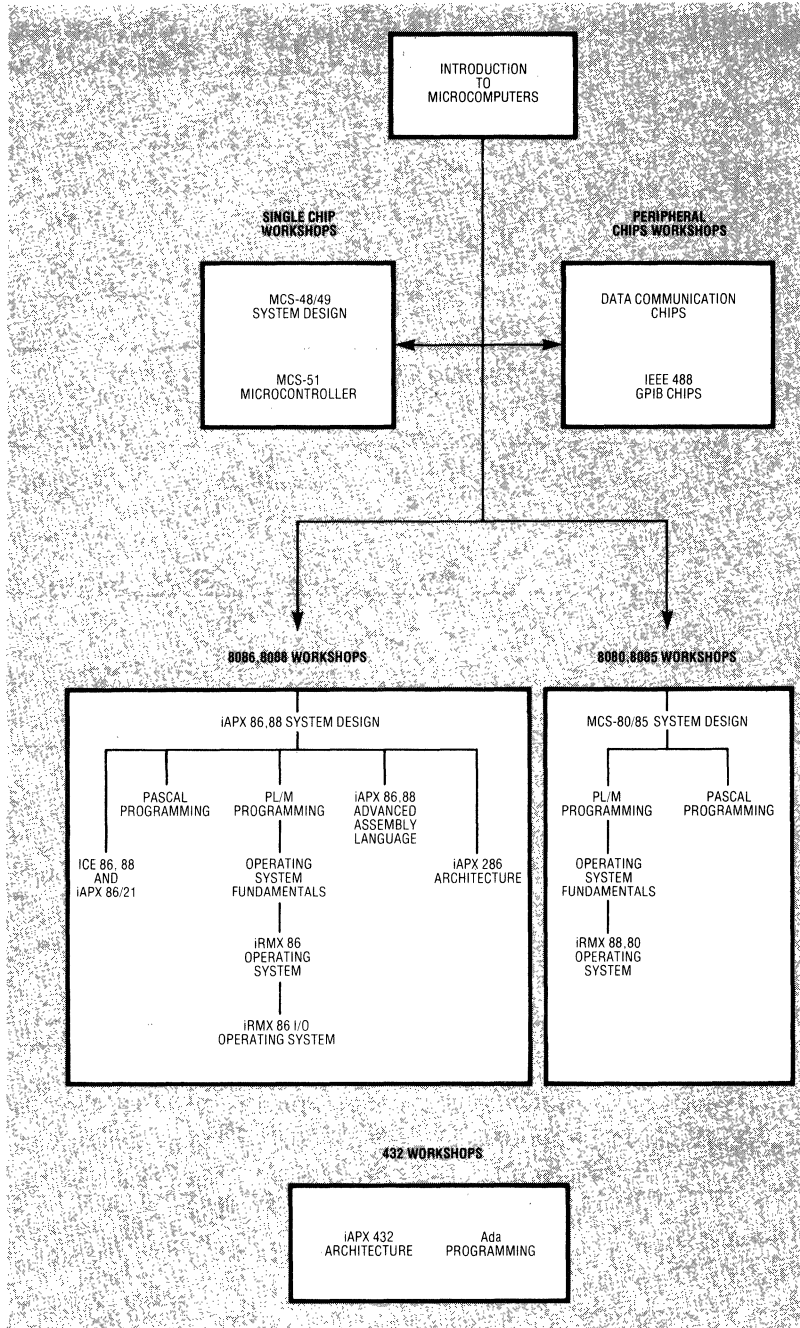 INTRODUCTION
TO
MICROCOMPUTERS
SINGLE CHIP
WORKSHOPS
MCS-48/49
SYSTEM DESIGN
MCS-51
MICROCONTROLLER
PERIPHERAL
CHIPS WORKSHOPS
DATA COMMUNICATION
CHIPS
IEEE 488
GPIB CHIPS
8086,8088 WORKSHOPS
iAPX 86,88 SYSTEM DESIGN
ICE 86, 88
AND
iAPX 86/21
PASCAL
PROGRAMMING
PL/M
PROGRAMMING
OPERATING
SYSTEM
FUNDAMENTALS
iRMX 86
OPERATING
SYSTEM
iRMX 86 I/O
OPERATING SYSTEM
iAPX 86,88
ADVANCED
ASSEMBLY
LANGUAGE
iAPX 286
ARCHITECTURE
8080,8085 WORKSHOPS
MCS-80/85 SYSTEM DESIGN
PL/M
PROGRAMMING
OPERATING
SYSTEM
FUNDAMENTALS
iRMX 88,80
OPERATING
SYSTEM
PASCAL
PROGRAMMING
432 WORKSHOPS
iAPX 432
ARCHITECTURE
Ada
PROGRAMMING